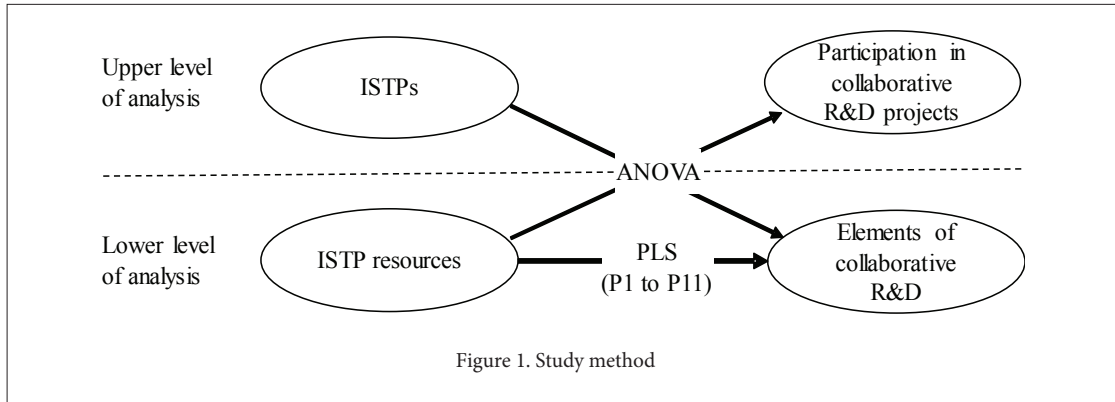 Upper level
of analysis
ISTPs
Participation in
collaborative
R&D projects
ANOVA
Lower level
of analysis
ISTP resources
PLS
(P1 to P11)
Elements of
collaborative
R&D
Figure 1. Study method